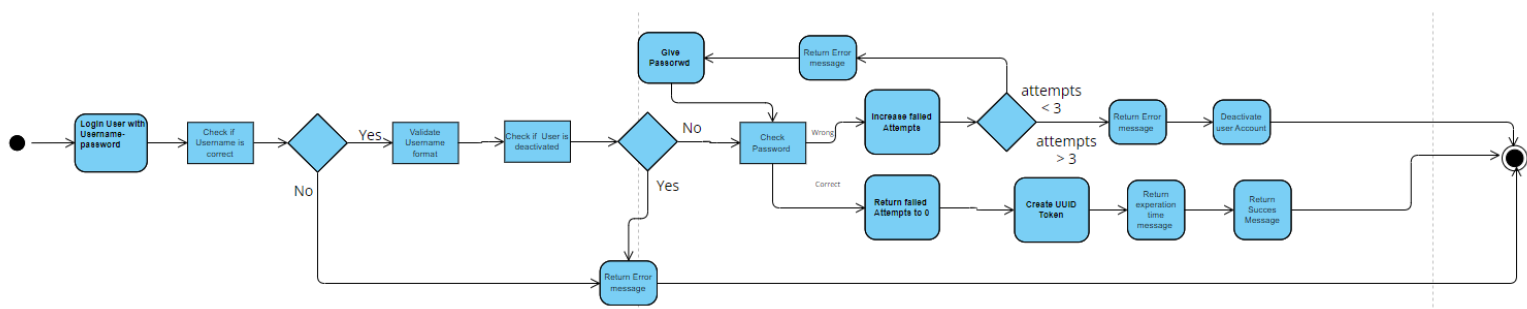 Login User with
Username-
password
Check if
Username is
correct
Yes
No
Validate
Username
format
Check if  User is
deactivated
No
Yes
Return Error
message
Give
Passorwd
Check
Password
Wrong
Correct
Return Error
message
Increase failed
Attempts
attempts
< 3
attempts
> 3
Return Error
message
Deactivate
user Account
Return failed
Attempts to 0
Create UUID
Token
Return
experation
time
message
Return
Succes
Message